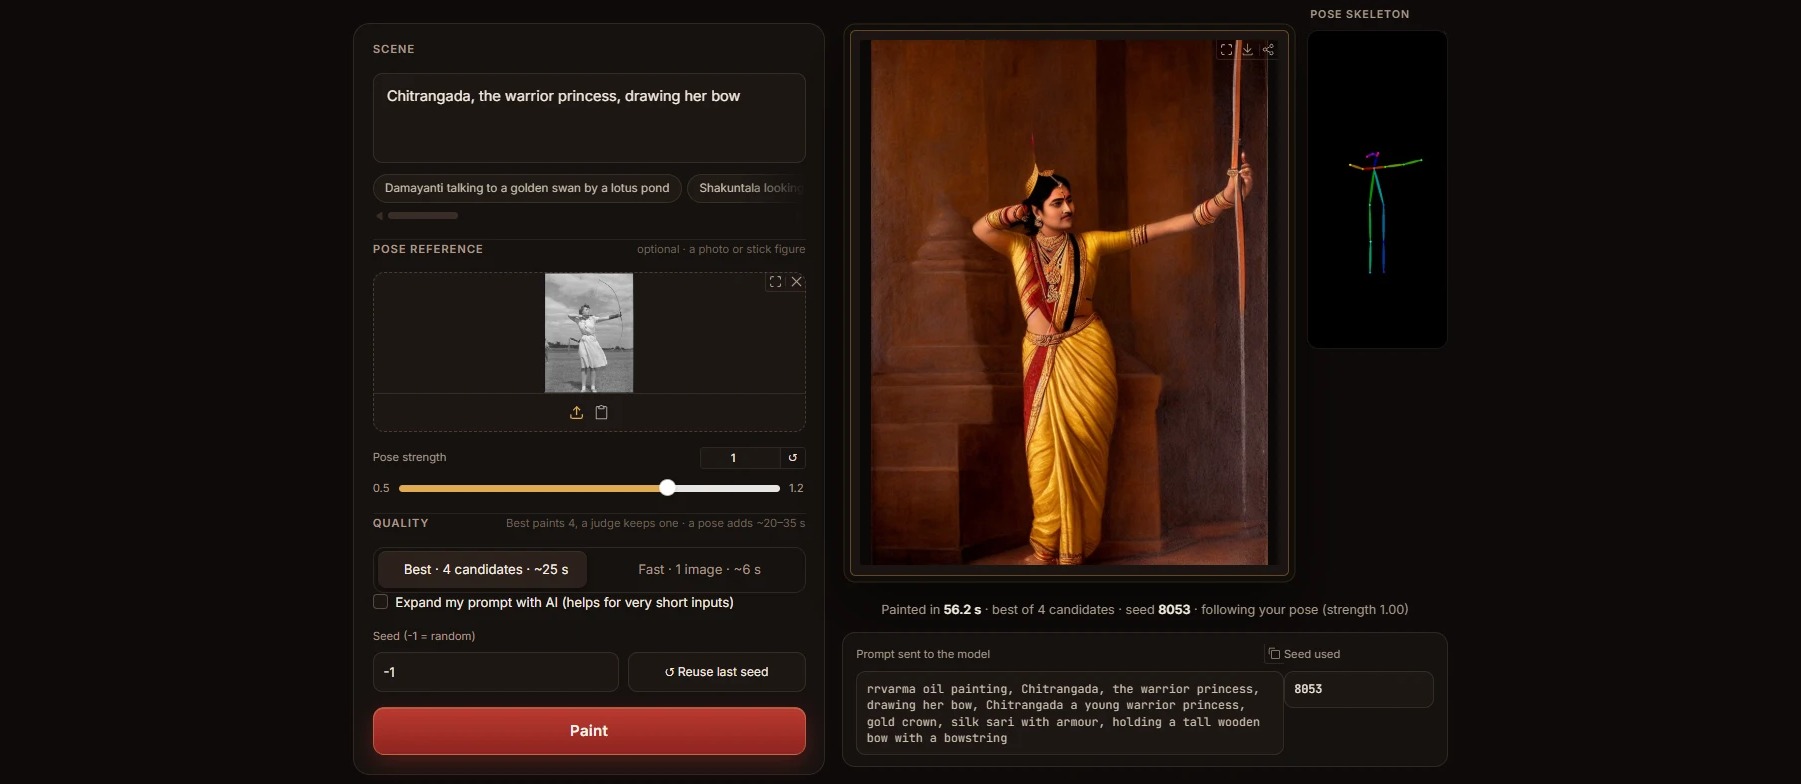 SCENE
Chitrangada, the warrior princess, drawing her bow
Damayanti talking to a golden swan by a lotus pond
Shakuntala looking
POSE REFERENCE
optional · a photo or stick figure
Pose strength
1
↺
0.5
1.2
QUALITY
Best paints 4, a judge keeps one · a pose adds ~20–35 s
Best · 4 candidates · ~25 s
Fast · 1 image · ~6 s
Expand my prompt with AI (helps for very short inputs)
Seed (-1 = random)
-1
↺ Reuse last seed
Paint
POSE SKELETON
Painted in 56.2 s · best of 4 candidates · seed 8053 · following your pose (strength 1.00)
Prompt sent to the model
rrvarma oil painting, Chitrangada, the warrior princess,
drawing her bow, Chitrangada a young warrior princess,
gold crown, silk sari with armour, holding a tall wooden
bow with a bowstring
Seed used
8053